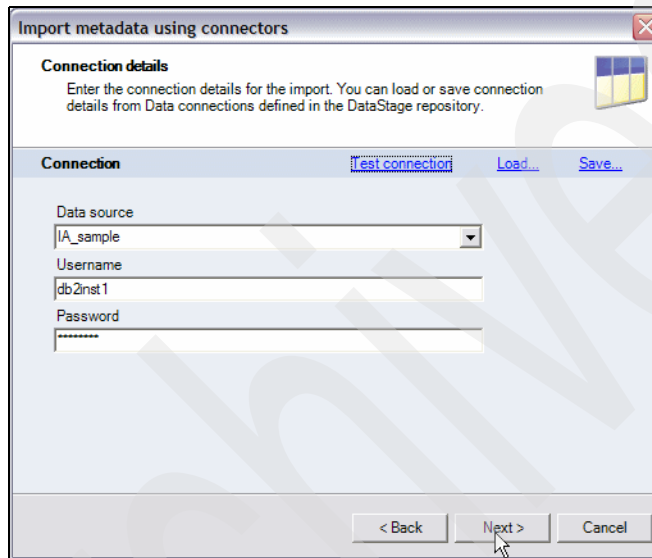 Import metadata using connectors
Connection details
Enter the connection details for the import. You can load or save connection
details from Data connections defined in the DataStage repository.
Connection Test connection Load... Save...
Data source
IA_sample
Username
db2inst1
Password
********
< Back Next > Cancel